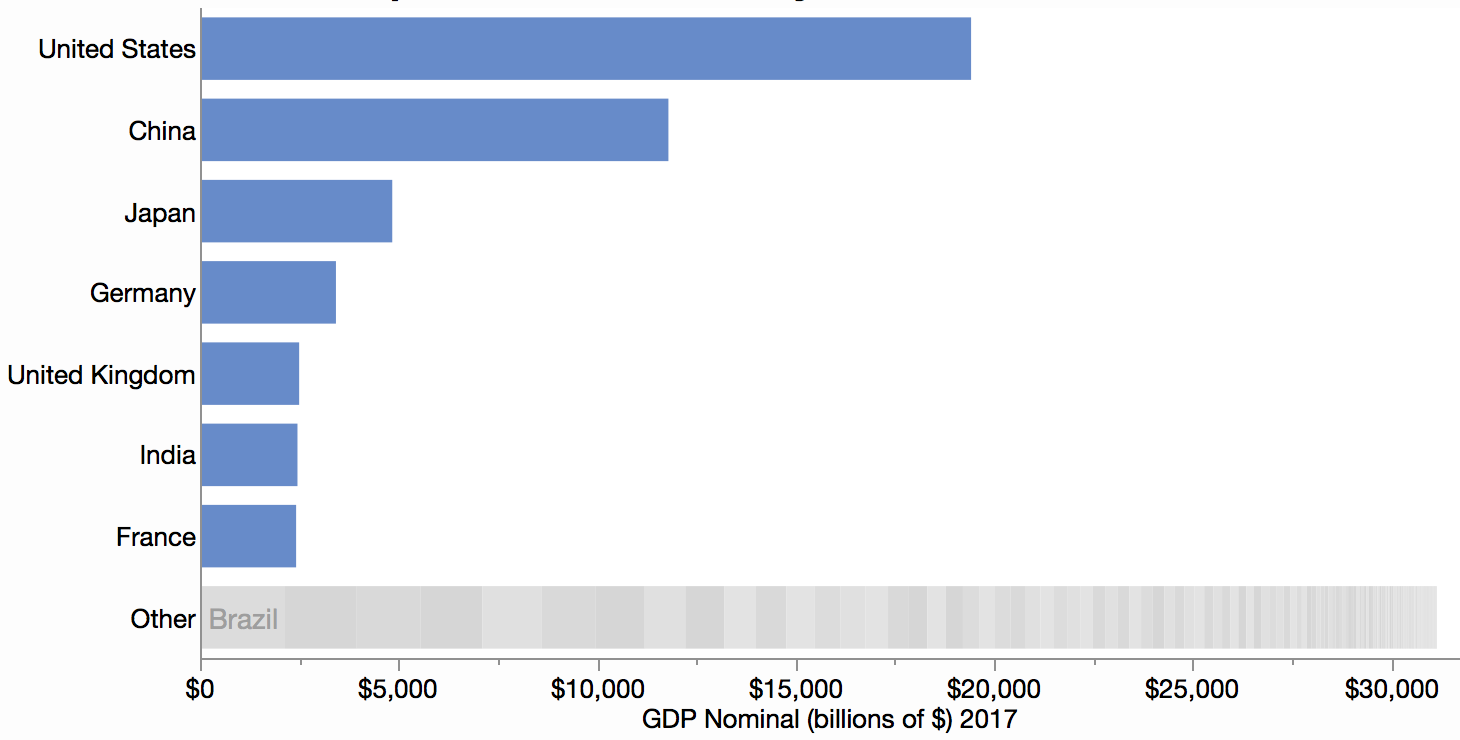 United States
China
Japan
Germany
United Kingdom
India
France
Other Brazil
$0 $5,000 $10,000 $15,000 $20,000 $25,000 $30,000
GDP Nominal (billions of $) 2017